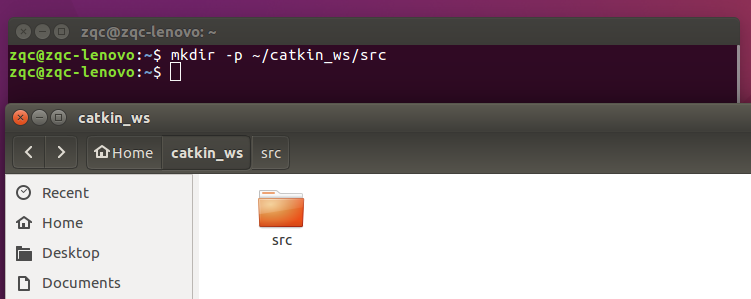 zqc@zqc-lenovo: ~
zqc@zqc-lenovo:~$ mkdir -p ~/catkin_ws/src
zqc@zqc-lenovo:~$
catkin_ws
Home catkin_ws src
Recent
Home
Desktop
Documents
src